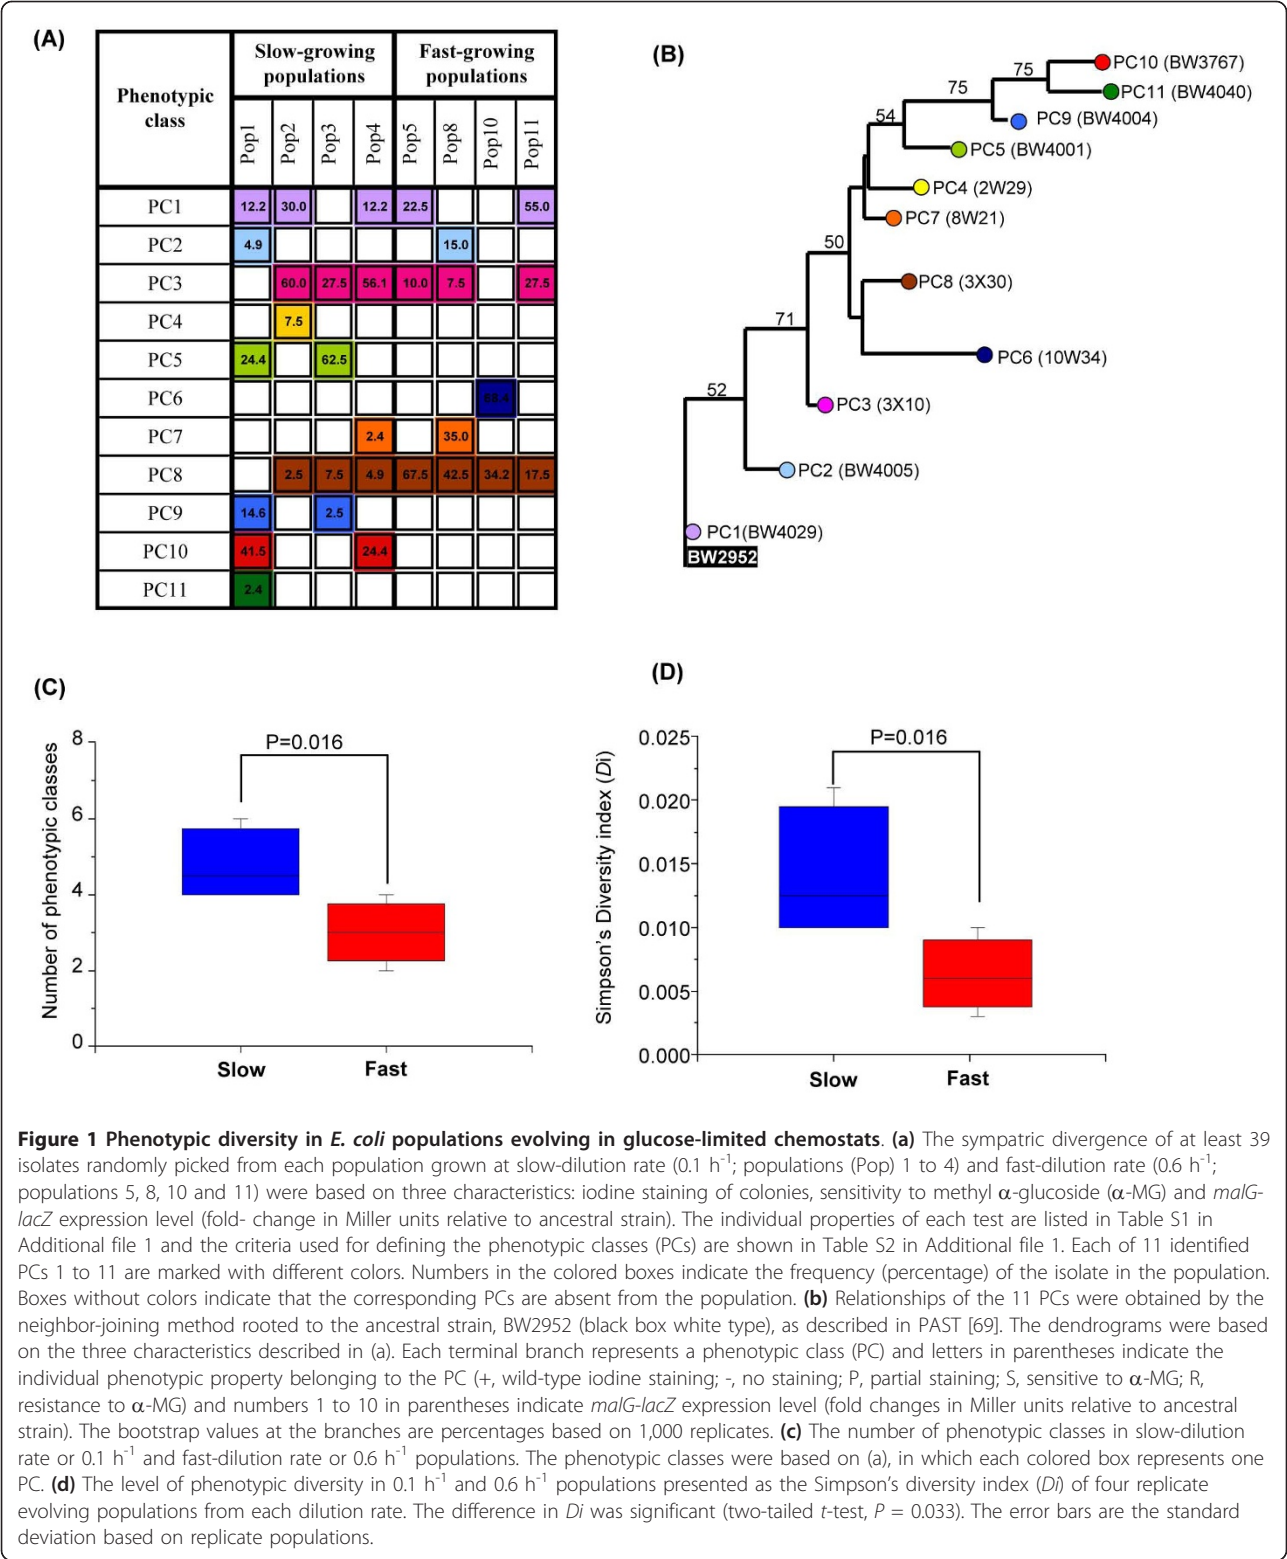 (A)
Phenotypic class
Slow-growing populations
Fast-growing populations
Pop1 Pop2 Pop3 Pop4 Pop5 Pop8 Pop10 Pop11
PC1 12.2 30.0 12.2 22.5 55.0
PC2 4.9 15.0
PC3 60.0 27.5 56.1 10.0 7.5 27.5
PC4 7.5
PC5 24.4 62.5
PC6
PC7 2.4 35.0
PC8 2.5 7.5 4.9 67.5 42.5 34.2 17.5
PC9 14.6 2.5
PC10 41.5 24.4
PC11 2.4
(B)
75 PC10 (BW3767)
75 PC11 (BW4040)
PC9 (BW4004)
54
PC5 (BW4001)
PC4 (2W29)
PC7 (8W21)
50
PC8 (3X30)
71
PC6 (10W34)
52
PC3 (3X10)
PC2 (BW4005)
PC1(BW4029)
BW2952
(C)
Number of phenotypic classes
8
6
4
2
0
P=0.016
Slow Fast
(D)
Simpson's Diversity index (Di)
0.025
0.020
0.015
0.010
0.005
0.000
P=0.016
Slow Fast
Figure 1 Phenotypic diversity in E. coli populations evolving in glucose-limited chemostats. (a) The sympatric divergence of at least 39
isolates randomly picked from each population grown at slow-dilution rate (0.1 h-1; populations (Pop) 1 to 4) and fast-dilution rate (0.6 h-1;
populations 5, 8, 10 and 11) were based on three characteristics: iodine staining of colonies, sensitivity to methyl α-glucoside (α-MG) and malG-
lacZ expression level (fold- change in Miller units relative to ancestral strain). The individual properties of each test are listed in Table S1 in
Additional file 1 and the criteria used for defining the phenotypic classes (PCs) are shown in Table S2 in Additional file 1. Each of 11 identified
PCs 1 to 11 are marked with different colors. Numbers in the colored boxes indicate the frequency (percentage) of the isolate in the population.
Boxes without colors indicate that the corresponding PCs are absent from the population. (b) Relationships of the 11 PCs were obtained by the
neighbor-joining method rooted to the ancestral strain, BW2952 (black box white type), as described in PAST [69]. The dendrograms were based
on the three characteristics described in (a). Each terminal branch represents a phenotypic class (PC) and letters in parentheses indicate the
individual phenotypic property belonging to the PC (+, wild-type iodine staining; -, no staining; P, partial staining; S, sensitive to α-MG; R,
resistance to α-MG) and numbers 1 to 10 in parentheses indicate malG-lacZ expression level (fold changes in Miller units relative to ancestral
strain). The bootstrap values at the branches are percentages based on 1,000 replicates. (c) The number of phenotypic classes in slow-dilution
rate or 0.1 h-1 and fast-dilution rate or 0.6 h-1 populations. The phenotypic classes were based on (a), in which each colored box represents one
PC. (d) The level of phenotypic diversity in 0.1 h-1 and 0.6 h-1 populations presented as the Simpson's diversity index (Di) of four replicate
evolving populations from each dilution rate. The difference in Di was significant (two-tailed t-test, P = 0.033). The error bars are the standard
deviation based on replicate populations.